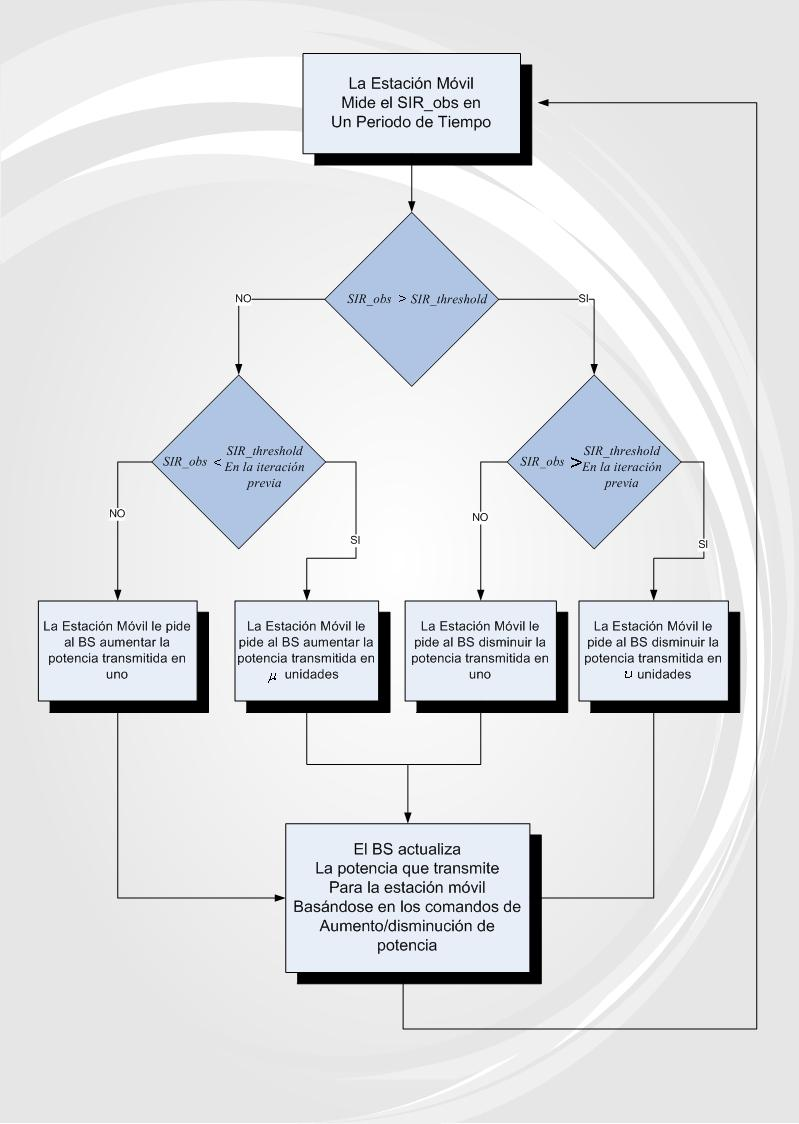 La Estación Móvil
Mide el SIR_obs en
Un Periodo de Tiempo
SIR_obs > SIR_threshold
NO
SI
SIR_obs < SIR_threshold
En la iteración
previa
SIR_obs > SIR_threshold
En la iteración
previa
NO
SI
NO
SI
La Estación Móvil le pide
al BS aumentar la
potencia transmitida en
uno
La Estación Móvil le
pide al BS aumentar la
potencia transmitida en
μ unidades
La Estación Móvil le
pide al BS disminuir la
potencia transmitida en
uno
La Estación Móvil le
pide al BS disminuir la
potencia transmitida en
υ unidades
El BS actualiza
La potencia que transmite
Para la estación móvil
Basándose en los comandos de
Aumento/disminución de
potencia